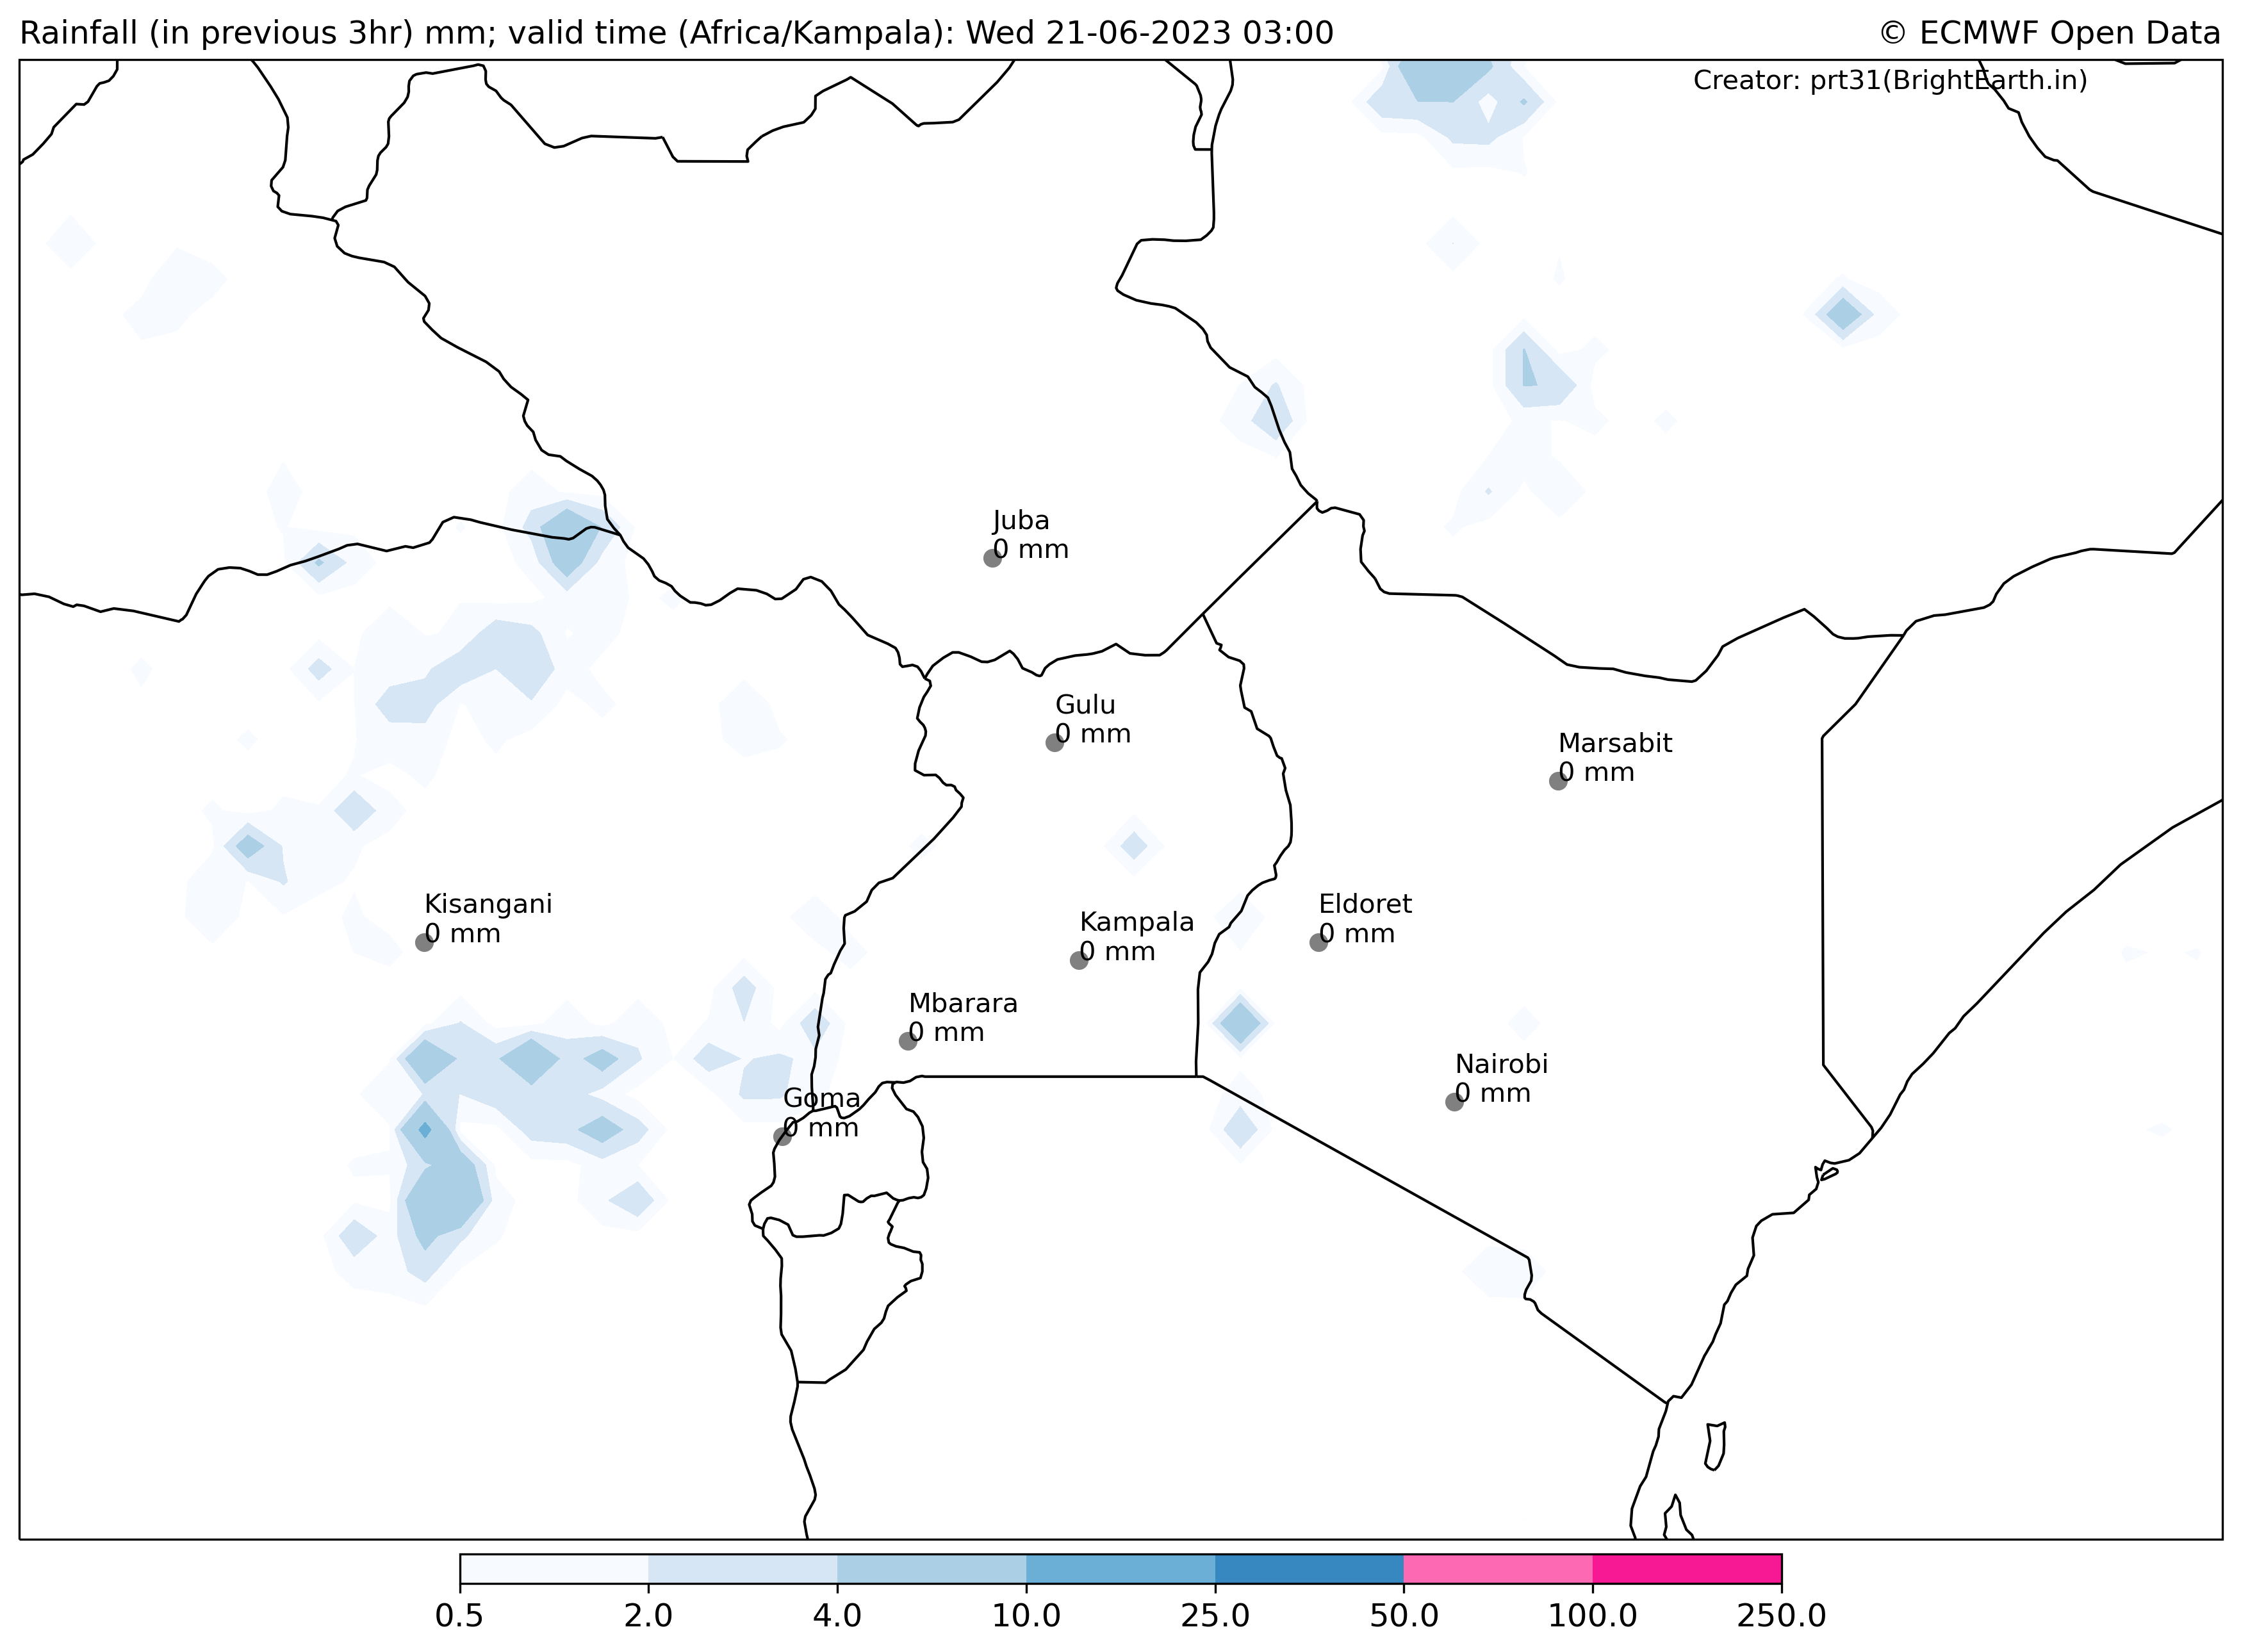 Rainfall (in previous 3hr) mm; valid time (Africa/Kampala): Wed 21-06-2023 03:00
© ECMWF Open Data
Creator: prt31(BrightEarth.in)
Juba
0 mm
Gulu
0 mm
Marsabit
0 mm
Kisangani
0 mm
Kampala
0 mm
Eldoret
0 mm
Mbarara
0 mm
Nairobi
0 mm
Goma
0 mm
0.5 2.0 4.0 10.0 25.0 50.0 100.0 250.0